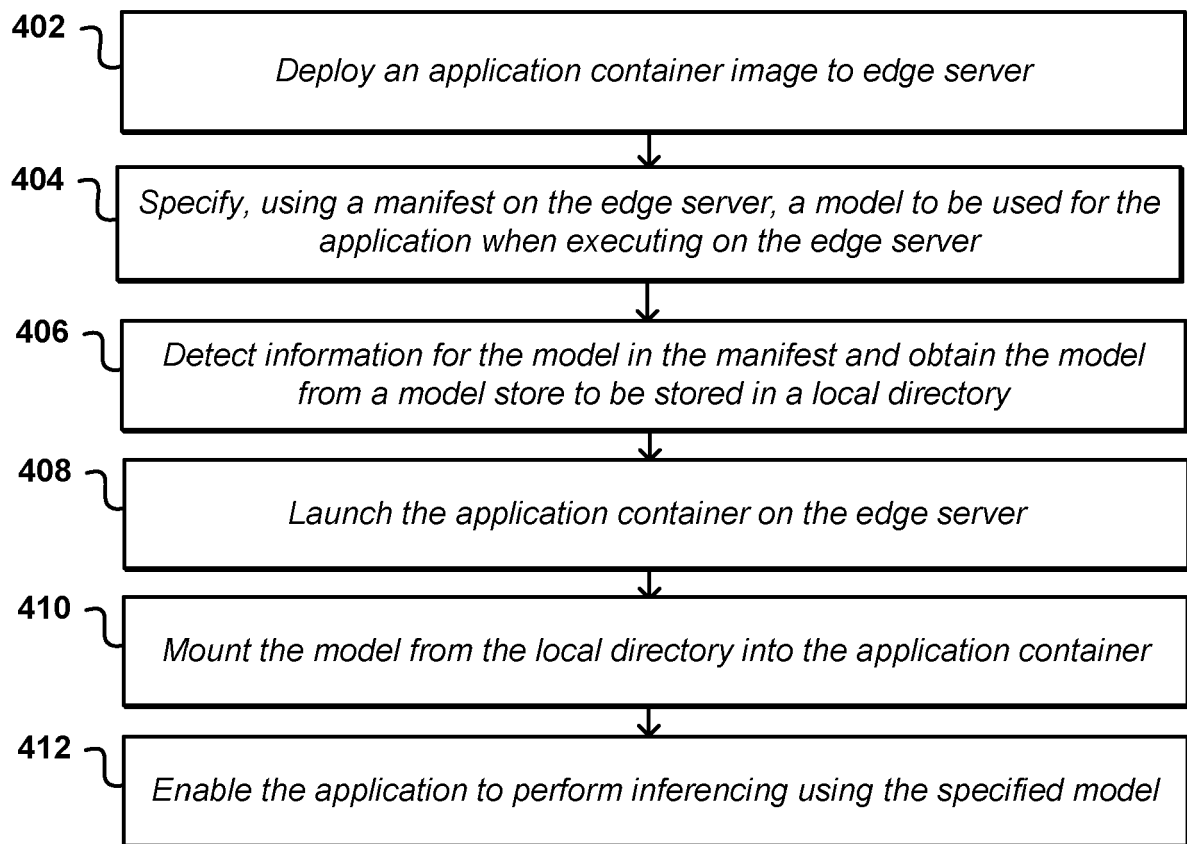 402
Deploy an application container image to edge server
404
Specify, using a manifest on the edge server, a model to be used for the
application when executing on the edge server
406
Detect information for the model in the manifest and obtain the model
from a model store to be stored in a local directory
408
Launch the application container on the edge server
410
Mount the model from the local directory into the application container
412
Enable the application to perform inferencing using the specified model